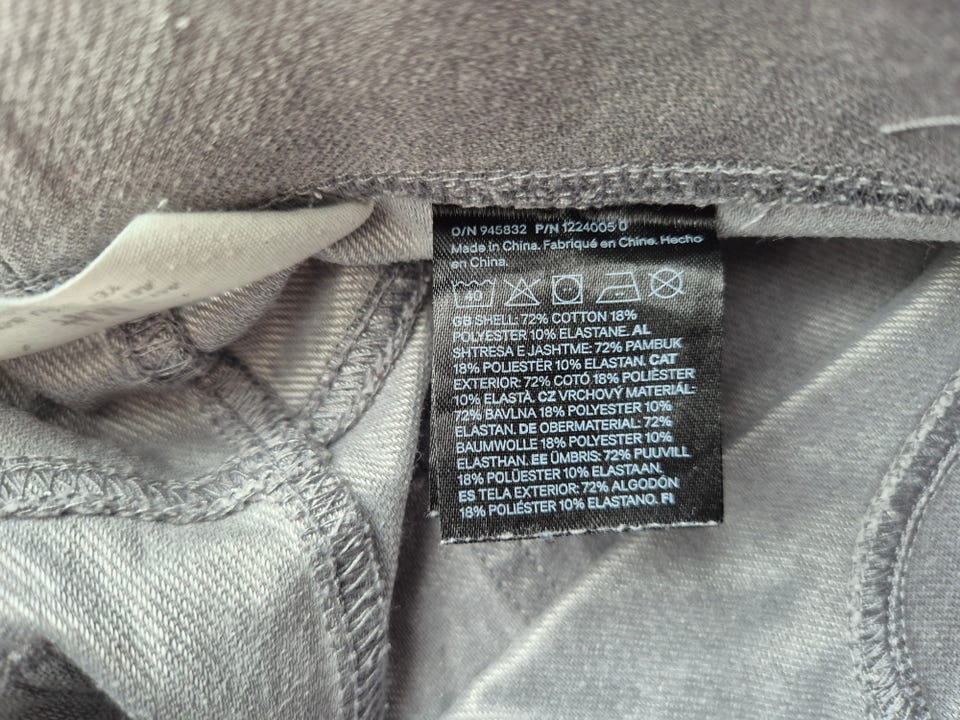 O/N 945832 P/N 1224005 0
Made in China. Fabriqué en Chine. Hecho
en China.
40
GB SHELL: 72% COTTON 18%
POLYESTER 10% ELASTANE. AL
SHTRESA E JASHTME: 72% PAMBUK
18% POLIESTËR 10% ELASTAN. CAT
EXTERIOR: 72% COTÓ 18% POLIÈSTER
10% ELASTÀ. CZ VRCHOVÝ MATERIÁL:
72% BAVLNA 18% POLYESTER 10%
ELASTAN. DE OBERMATERIAL: 72%
BAUMWOLLE 18% POLYESTER 10%
ELASTHAN. EE ÜMBRIS: 72% PUUVILL
18% POLÜESTER 10% ELASTAAN.
ES TELA EXTERIOR: 72% ALGODÓN
18% POLIÉSTER 10% ELASTANO. FI